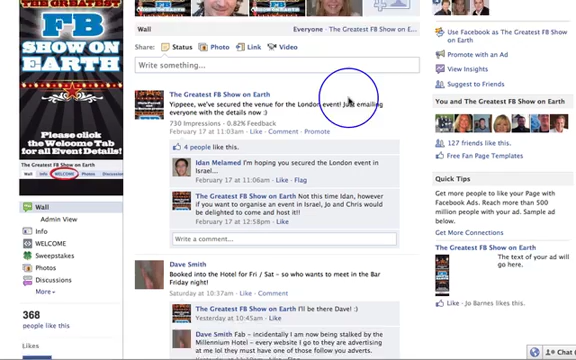 THE GREATEST
FB
SHOW ON
EARTH
Please click the
Welcome Tab
for all Event Details!
The Greatest FB Show on Earth
Wall Info WELCOME Photos Discussions
Wall
Admin View
Info
WELCOME
Sweepstakes
Photos
Discussions
More
368
people like this
Likes
Wall
Everyone · The Greatest FB Show on E...
Share: Status Photo Link Video
Write something...
The Greatest FB Show on Earth
Yippeee, we've secured the venue for the London event! Just emailing
everyone with the details now :)
730 Impressions · 0.82% Feedback
February 17 at 11:03am · Like · Comment · Promote
4 people like this.
Idan Melamed I'm hoping you secured the London event in
Israel...
February 17 at 11:06am · Like · Flag
The Greatest FB Show on Earth Not this time Idan, however
if you want to organise an event in Israel, Jo and Chris would
be delighted to come and host it!!
February 17 at 12:58pm · Like
Write a comment...
Dave Smith
Booked into the Hotel for Fri / Sat - so who wants to meet in the Bar
Friday night!
Saturday at 10:37am · Like · Comment
The Greatest FB Show on Earth I'll be there Dave! :)
Yesterday at 9:45am · Like
Dave Smith Fab - incidentally I am now being stalked by the
Millennium Hotel - every website I go to they are advertising
at me lol they must have one of those follow you adverts.
Use Facebook as The Greatest FB Show
on Earth
Promote with an Ad
View Insights
Suggest to Friends
You and The Greatest FB Show on Earth
127 friends like this.
Free Fan Page Templates
Quick Tips
Get more people to like your Page with
Facebook Ads. Reach more than 500
million people with your ad. Sample ad
below.
Get More Connections
The Greatest FB Show on Earth
The text of your ad will
go here.
Like · Jo Barnes likes this.
Chat